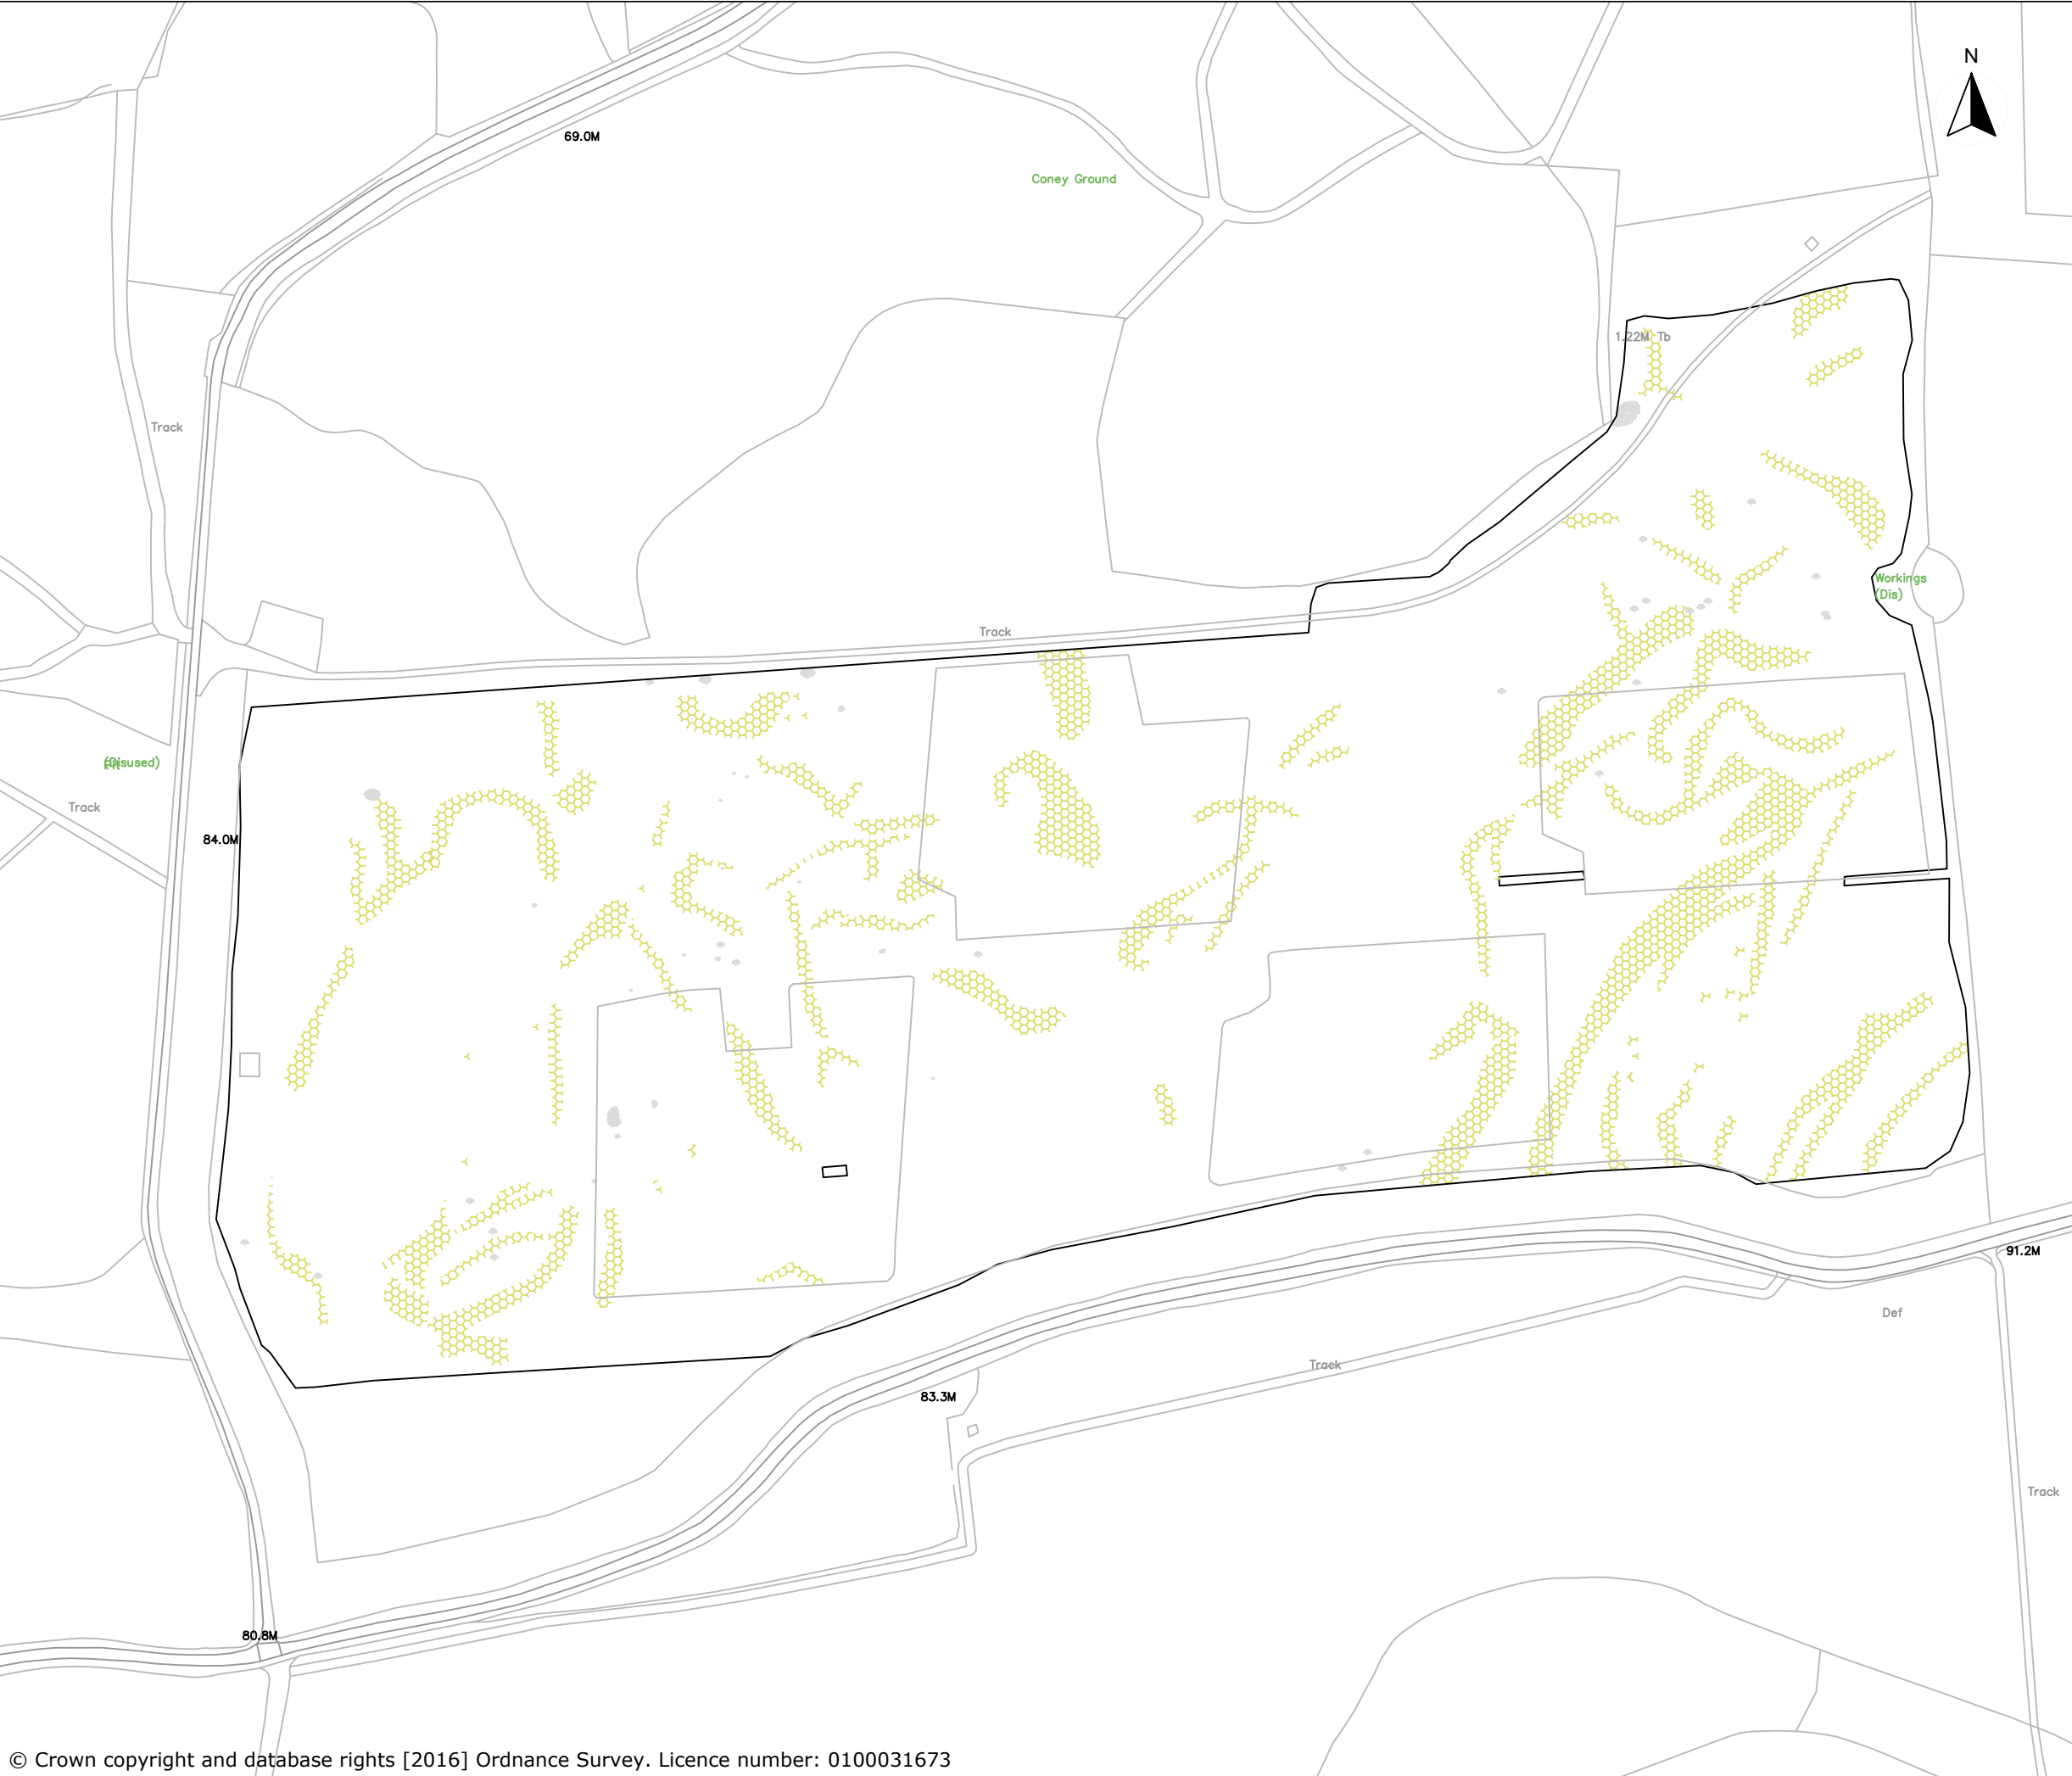 N
69.0M
Coney Ground
1.22M Tb
Track
Workings
(Dis)
Track
(Disused)
Track
84.0M
91.2M
Def
Track
83.3M
Track
80.8M
© Crown copyright and database rights [2016] Ordnance Survey. Licence number: 0100031673